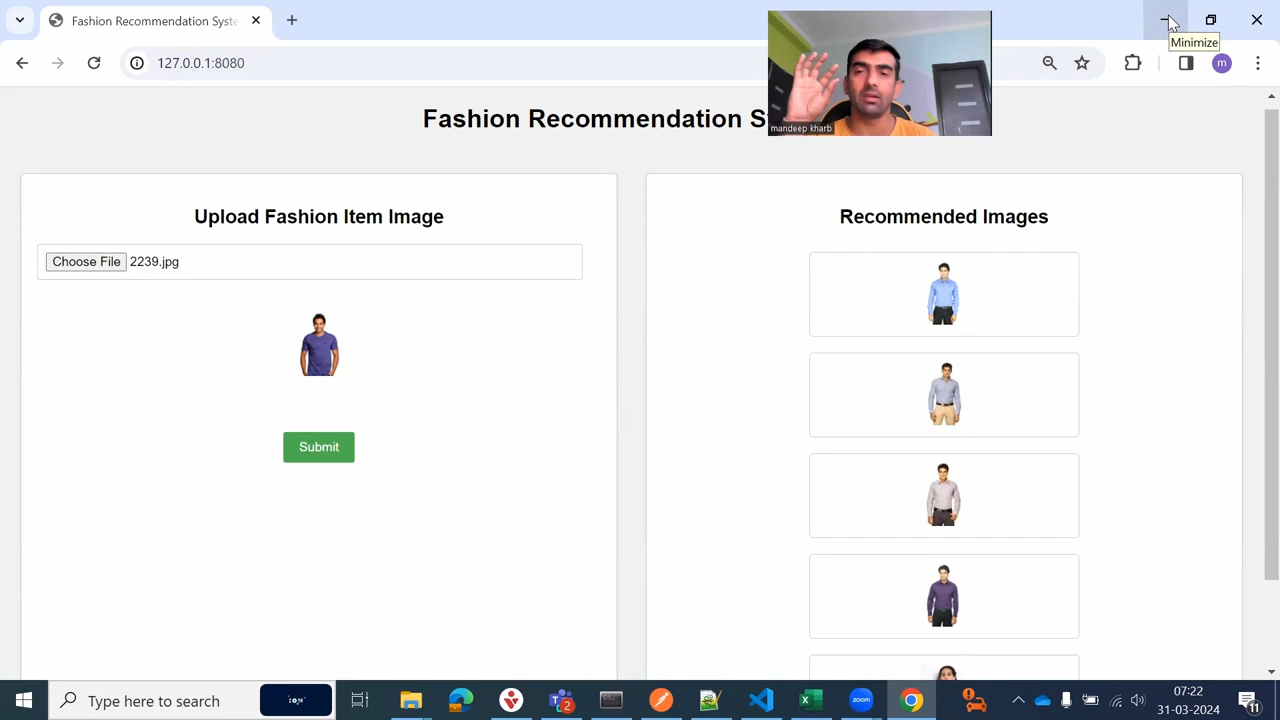 Fashion Recommendation Syste
127.0.0.1:8080
m
Minimize
mandeep kharb
Fashion Recommendation S
Upload Fashion Item Image
Choose File 2239.jpg
Submit
Recommended Images
Type here to search
2
07:22
31-03-2024
11